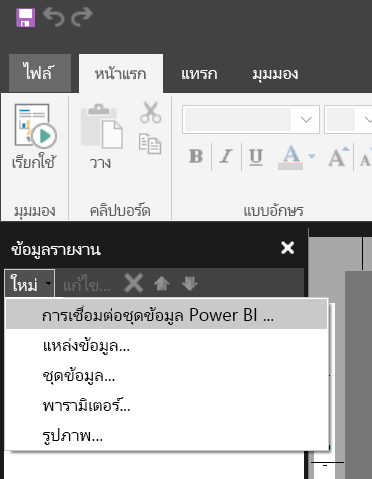 ไฟล์ หน้าแรก แทรก มุมมอง
เรียกใช้ วาง
B I U A A A
มุมมอง คลิปบอร์ด แบบอักษร
ข้อมูลรายงาน
ใหม่ แก้ไข...
การเชื่อมต่อชุดข้อมูล Power BI ...
แหล่งข้อมูล...
ชุดข้อมูล...
พารามิเตอร์...
รูปภาพ...